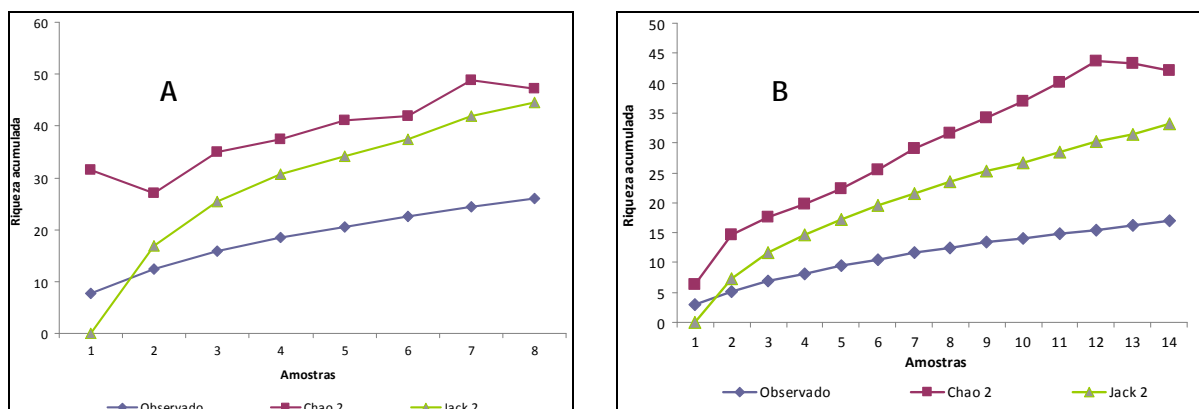 A
Riqueza acumulada
60
50
40
30
20
10
0
1 2 3 4 5 6 7 8
Amostras
Observado Chao 2 Jack 2
B
Riqueza acumulada
50
45
40
35
30
25
20
15
10
5
0
1 2 3 4 5 6 7 8 9 10 11 12 13 14
Amostras
Observado Chao 2 Jack 2